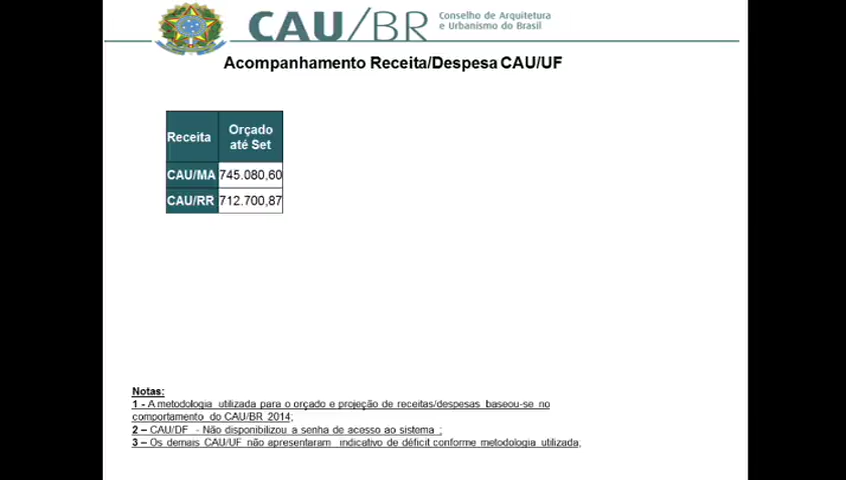 CAU/BR
Conselho de Arquitetura
e Urbanismo do Brasil
Acompanhamento Receita/Despesa CAU/UF
Receita
Orçado
até Set
CAU/MA 745.080,60
CAU/RR 712.700,87
Notas:
1 - A metodologia utilizada para o orçado e projeção de receitas/despesas baseou-se no
comportamento do CAU/BR 2014;
2 – CAU/DF - Não disponibilizou a senha de acesso ao sistema ;
3 – Os demais CAU/UF não apresentaram indicativo de déficit conforme metodologia utilizada,